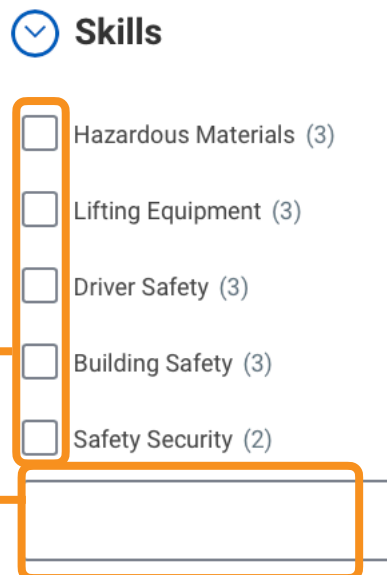 Skills
Hazardous Materials (3)
Lifting Equipment (3)
Driver Safety (3)
Building Safety (3)
Safety Security (2)